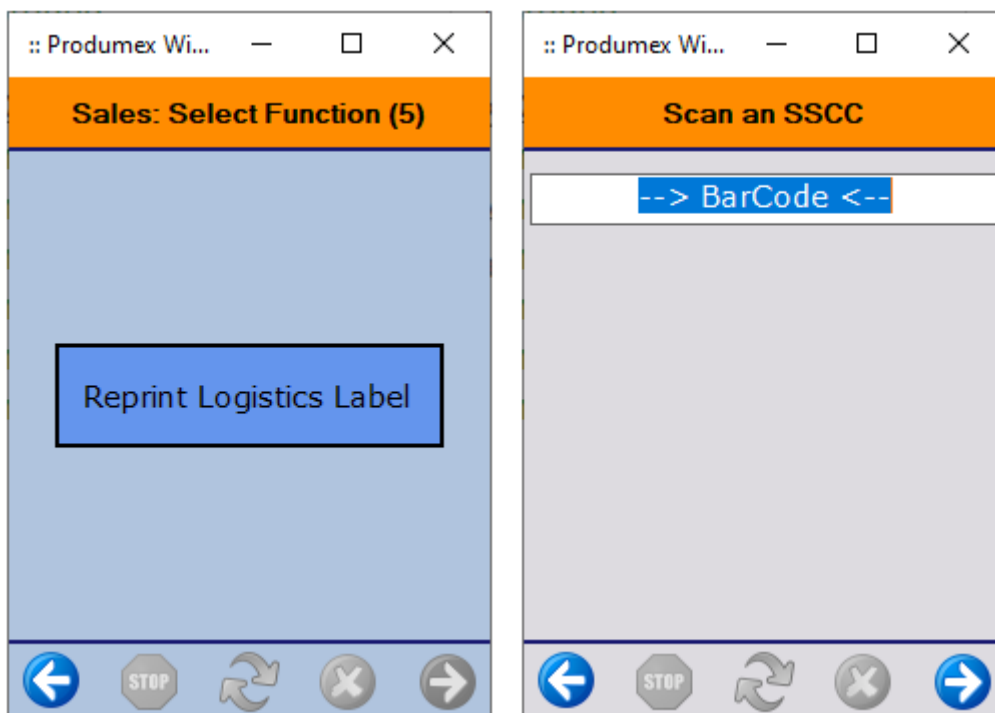 :: Produmex Wi...
Sales: Select Function (5)
Reprint Logistics Label
STOP
:: Produmex Wi...
Scan an SSCC
--> BarCode <--
STOP